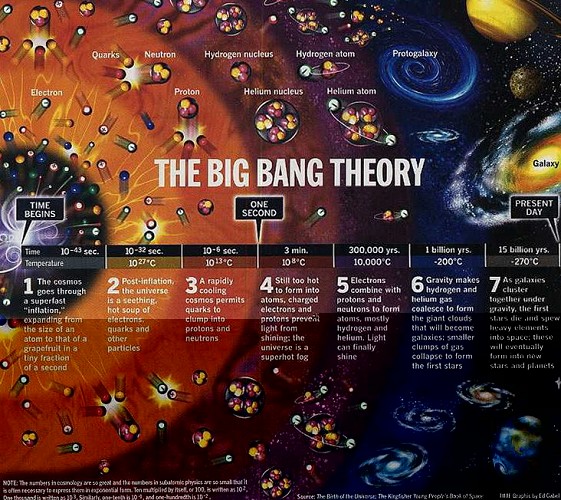 Quarks Neutron Hydrogen nucleus Hydrogen atom Protogalaxy
Electron Proton Helium nucleus Helium atom
Galaxy
THE BIG BANG THEORY
TIME
BEGINS
ONE
SECOND
PRESENT
DAY
Time 10⁻⁴³ sec. 10⁻³² sec. 10⁻⁶ sec. 3 min. 300,000 yrs. 1 billion yrs. 15 billion yrs.
Temperature 10²⁷°C 10¹³°C 10⁸°C 10,000°C -200°C -270°C
1 The cosmos
goes through
a superfast
"inflation,"
expanding from
the size of an
atom to that of a
grapefruit in a
tiny fraction
of a second
2 Post-inflation,
the universe
is a seething,
hot soup of
electrons,
quarks and
other
particles
3 A rapidly
cooling
cosmos permits
quarks to
clump into
protons and
neutrons
4 Still too hot
to form into
atoms, charged
electrons and
protons prevent
light from
shining; the
universe is a
superhot fog
5 Electrons
combine with
protons and
neutrons to form
atoms, mostly
hydrogen and
helium. Light
can finally
shine
6 Gravity makes
hydrogen and
helium gas
coalesce to form
the giant clouds
that will become
galaxies; smaller
clumps of gas
collapse to form
the first stars
7 As galaxies
cluster
together under
gravity, the first
stars die and spew
heavy elements
into space; these
will eventually
form into new
stars and planets
NOTE: The numbers in cosmology are so great and the numbers in subatomic physics are so small that it
is often necessary to express them in exponential form. Ten multiplied by itself, or 100, is written as 10².
One thousand is written as 10³. Similarly, one-tenth is 10⁻¹, and one-hundredth is 10⁻².
Source: The Birth of the Universe; The Kingfisher Young People's Book of Space TIME Graphic by Ed Gabel